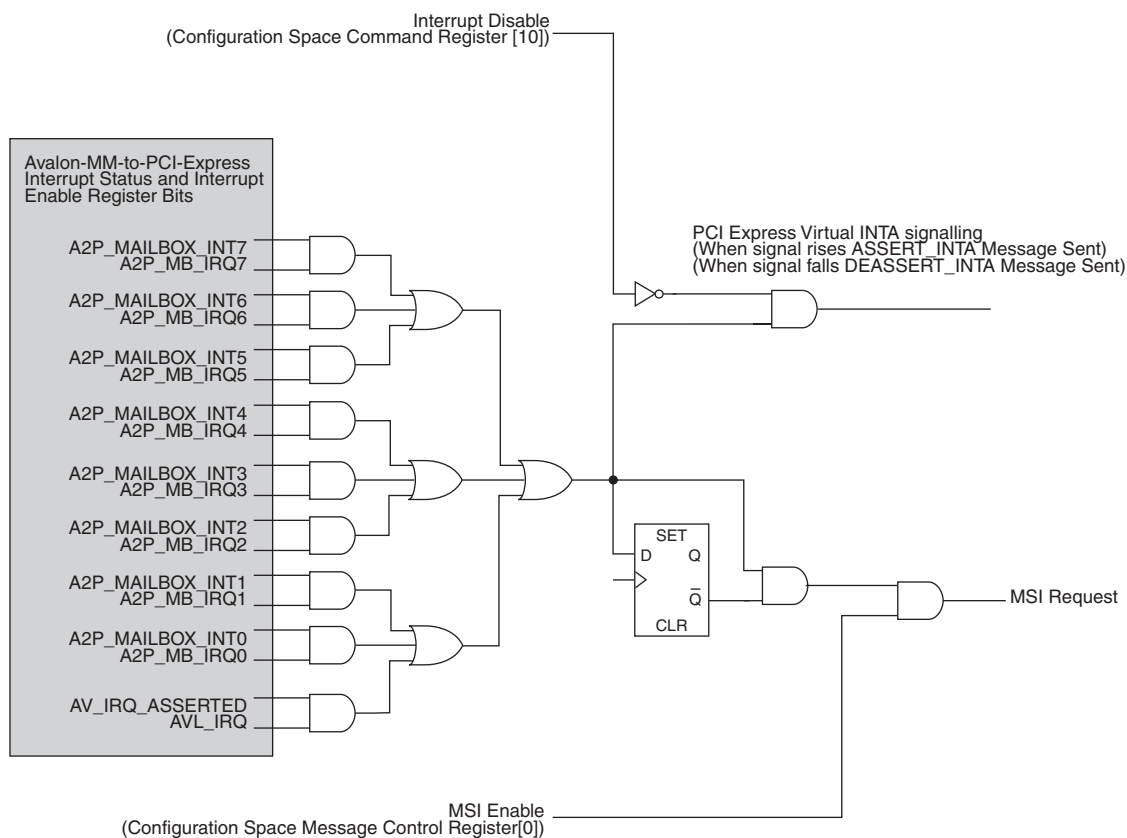 Interrupt Disable
(Configuration Space Command Register [10])
Avalon-MM-to-PCI-Express
Interrupt Status and Interrupt
Enable Register Bits
A2P_MAILBOX_INT7
A2P_MB_IRQ7
A2P_MAILBOX_INT6
A2P_MB_IRQ6
A2P_MAILBOX_INT5
A2P_MB_IRQ5
A2P_MAILBOX_INT4
A2P_MB_IRQ4
A2P_MAILBOX_INT3
A2P_MB_IRQ3
A2P_MAILBOX_INT2
A2P_MB_IRQ2
A2P_MAILBOX_INT1
A2P_MB_IRQ1
A2P_MAILBOX_INT0
A2P_MB_IRQ0
AV_IRQ_ASSERTED
AVL_IRQ
PCI Express Virtual INTA signalling
(When signal rises ASSERT_INTA Message Sent)
(When signal falls DEASSERT_INTA Message Sent)
SET
D Q
Q̅
CLR
MSI Request
MSI Enable
(Configuration Space Message Control Register[0])